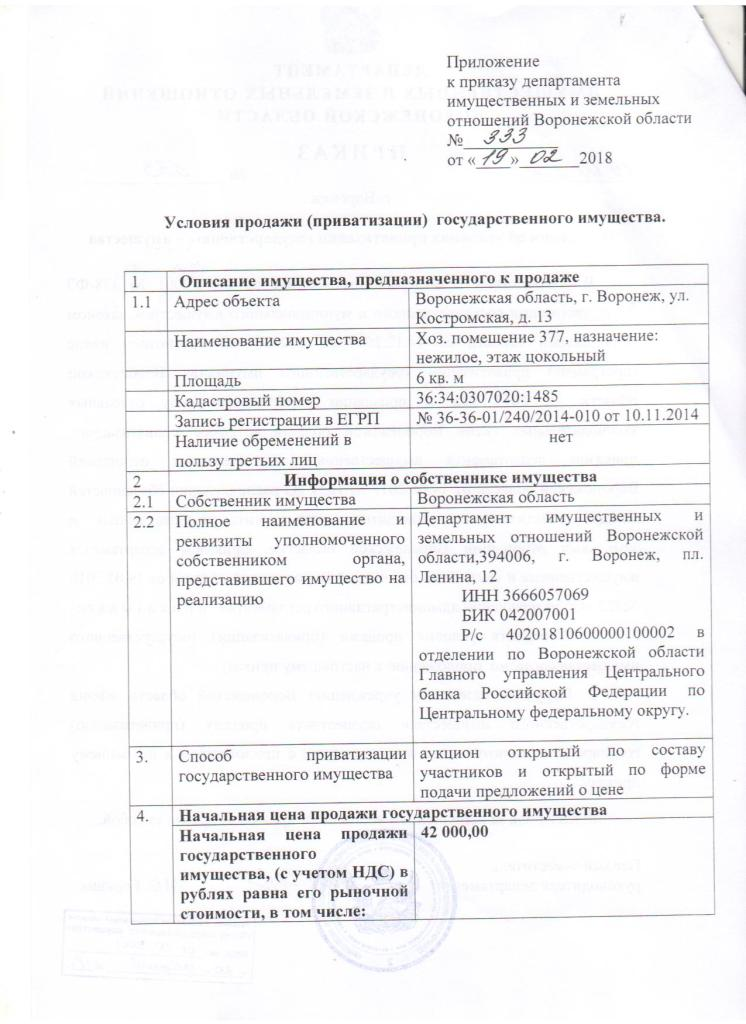 Приложение
к приказу департамента
имущественных и земельных
отношений Воронежской области
№ 333
от «19» 02 2018
Условия продажи (приватизации) государственного имущества.
1 Описание имущества, предназначенного к продаже
1.1 Адрес объекта Воронежская область, г. Воронеж, ул.
Костромская, д. 13
Наименование имущества Хоз. помещение 377, назначение:
нежилое, этаж цокольный
Площадь 6 кв. м
Кадастровый номер 36:34:0307020:1485
Запись регистрации в ЕГРП № 36-36-01/240/2014-010 от 10.11.2014
Наличие обременений в нет
пользу третьих лиц
2 Информация о собственнике имущества
2.1 Собственник имущества Воронежская область
2.2 Полное наименование и Департамент имущественных и
реквизиты уполномоченного земельных отношений Воронежской
собственником органа, области,394006, г. Воронеж, пл.
представившего имущество на Ленина, 12
реализацию ИНН 3666057069
БИК 042007001
Р/с 40201810600000100002 в
отделении по Воронежской области
Главного управления Центрального
банка Российской Федерации по
Центральному федеральному округу.
3. Способ приватизации аукцион открытый по составу
государственного имущества участников и открытый по форме
подачи предложений о цене
4. Начальная цена продажи государственного имущества
Начальная цена продажи 42 000,00
государственного
имущества, (с учетом НДС) в
рублях равна его рыночной
стоимости, в том числе: